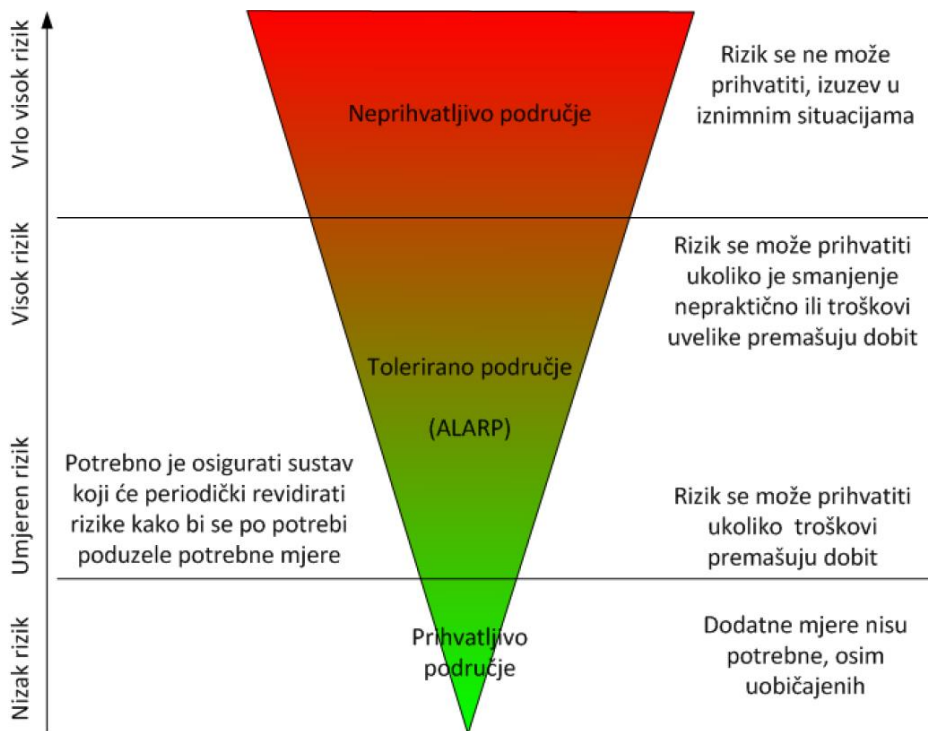 Vrlo visok rizik
Neprihvatljivo područje
Rizik se ne može
prihvatiti, izuzev u
iznimnim situacijama
Visok rizik
Rizik se može prihvatiti
ukoliko je smanjenje
nepraktično ili troškovi
uvelike premašuju dobit
Tolerirano područje
(ALARP)
Umjeren rizik
Potrebno je osigurati sustav
koji će periodički revidirati
rizike kako bi se po potrebi
poduzele potrebne mjere
Rizik se može prihvatiti
ukoliko troškovi
premašuju dobit
Nizak rizik
Prihvatljivo
područje
Dodatne mjere nisu
potrebne, osim
uobičajenih